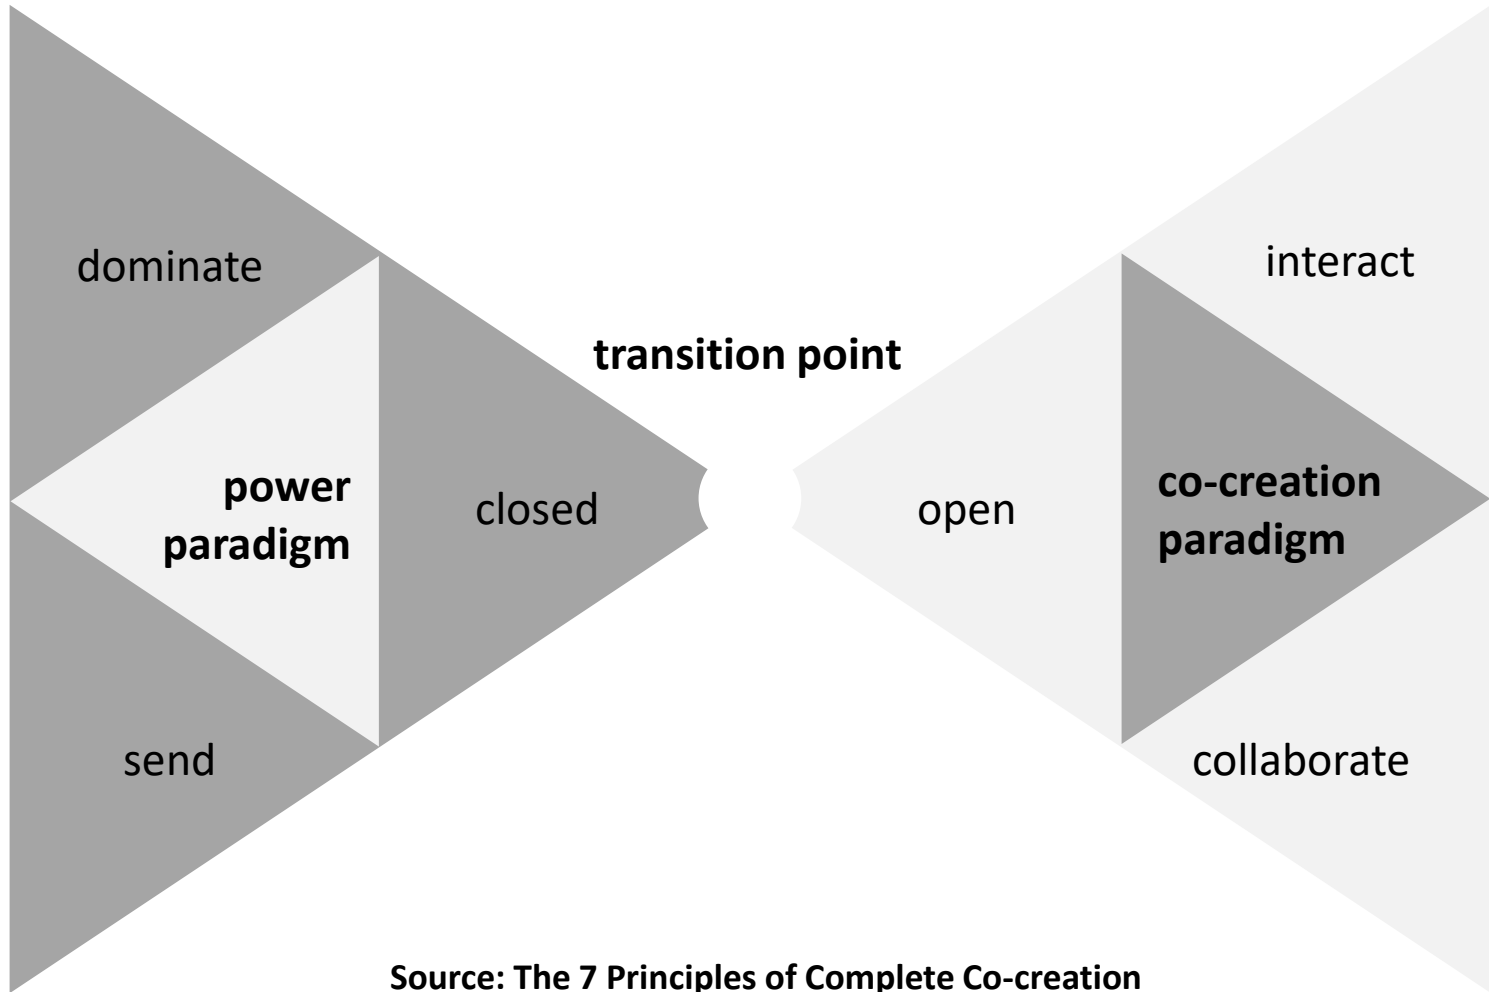 dominate
send
power
paradigm
closed
transition point
open
co-creation
paradigm
interact
collaborate
Source: The 7 Principles of Complete Co-creation